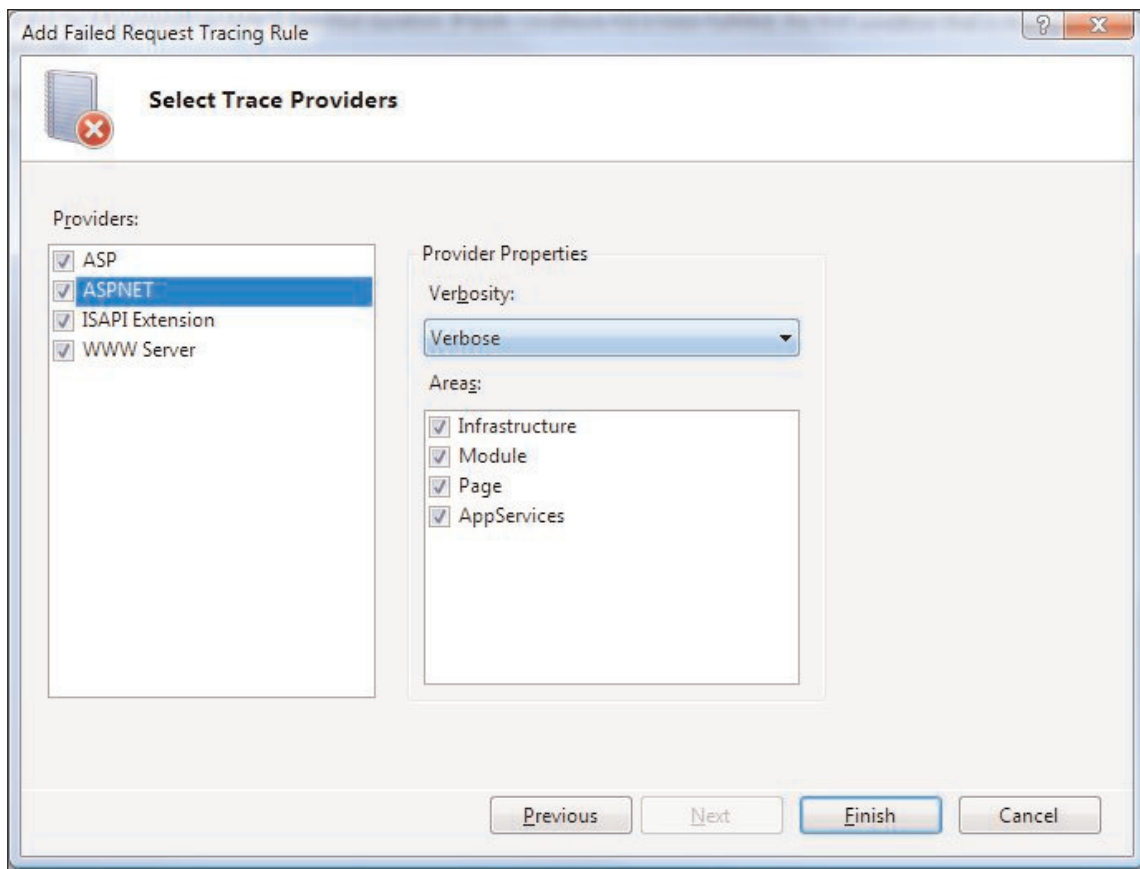 Add Failed Request Tracing Rule
Select Trace Providers
Providers:
ASP
ASPNET
ISAPI Extension
WWW Server
Provider Properties
Verbosity:
Verbose
Areas:
Infrastructure
Module
Page
AppServices
Previous Next Finish Cancel